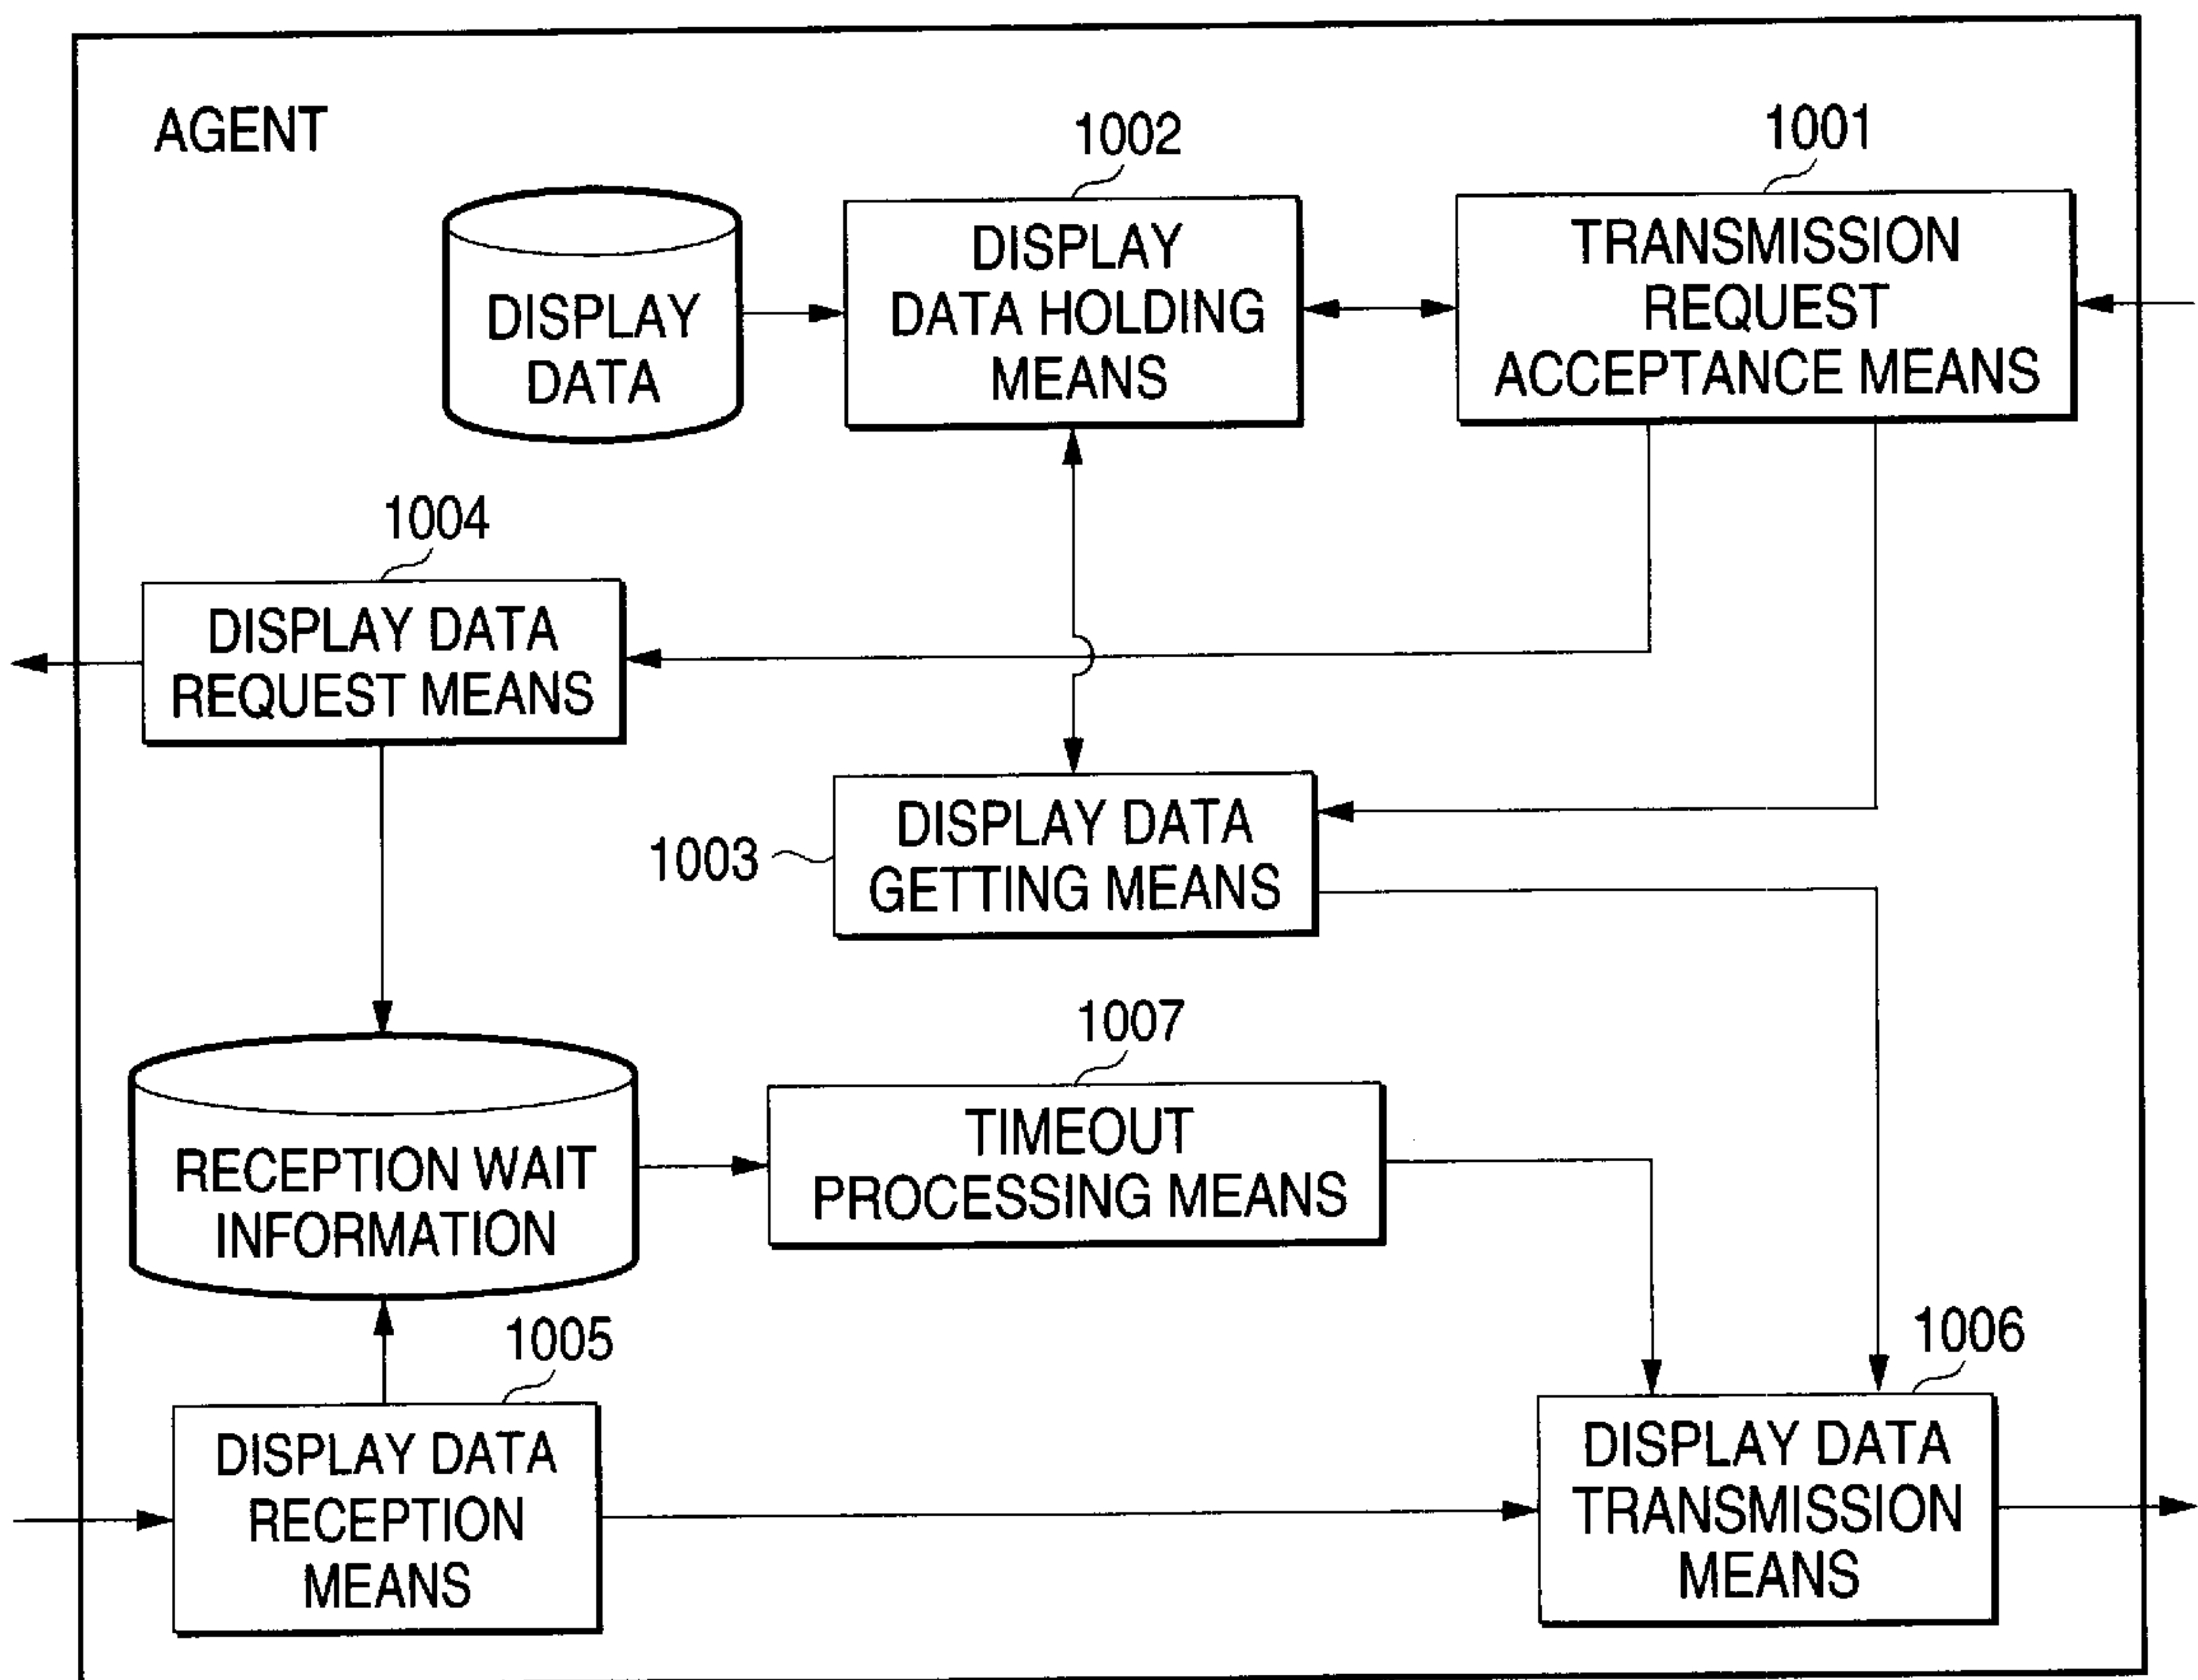 AGENT
1002
1001
DISPLAY
DATA
DISPLAY
DATA HOLDING
MEANS
TRANSMISSION
REQUEST
ACCEPTANCE MEANS
1004
DISPLAY DATA
REQUEST MEANS
1003
DISPLAY DATA
GETTING MEANS
RECEPTION WAIT
INFORMATION
1007
TIMEOUT
PROCESSING MEANS
1005
DISPLAY DATA
RECEPTION
MEANS
1006
DISPLAY DATA
TRANSMISSION
MEANS